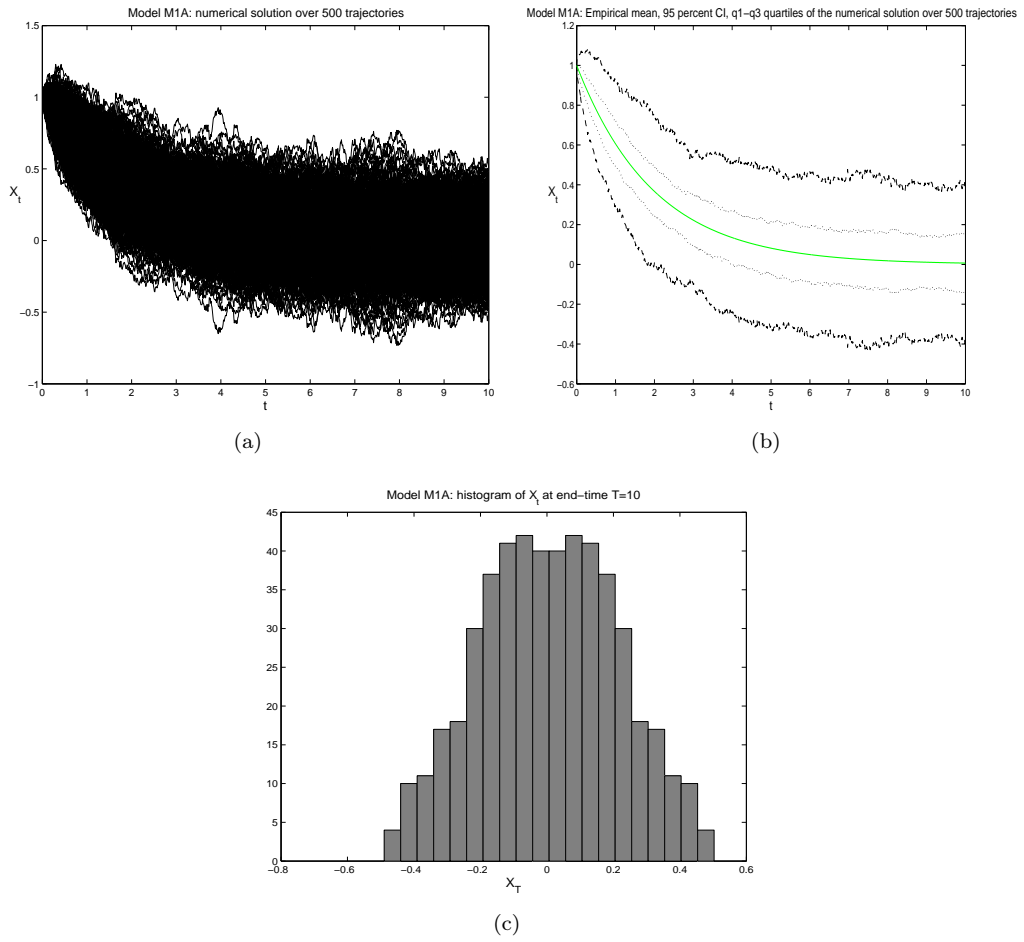 Model M1A: numerical solution over 500 trajectories
1.5
1
0.5
0
−0.5
−1
X_t
0 1 2 3 4 5 6 7 8 9 10
t
(a)
Model M1A: Empirical mean, 95 percent CI, q1−q3 quartiles of the numerical solution over 500 trajectories
1.2
1
0.8
0.6
0.4
0.2
0
−0.2
−0.4
−0.6
X_t
0 1 2 3 4 5 6 7 8 9 10
t
(b)
Model M1A: histogram of X_t at end−time T=10
45
40
35
30
25
20
15
10
5
0
−0.8 −0.6 −0.4 −0.2 0 0.2 0.4 0.6
X_T
(c)